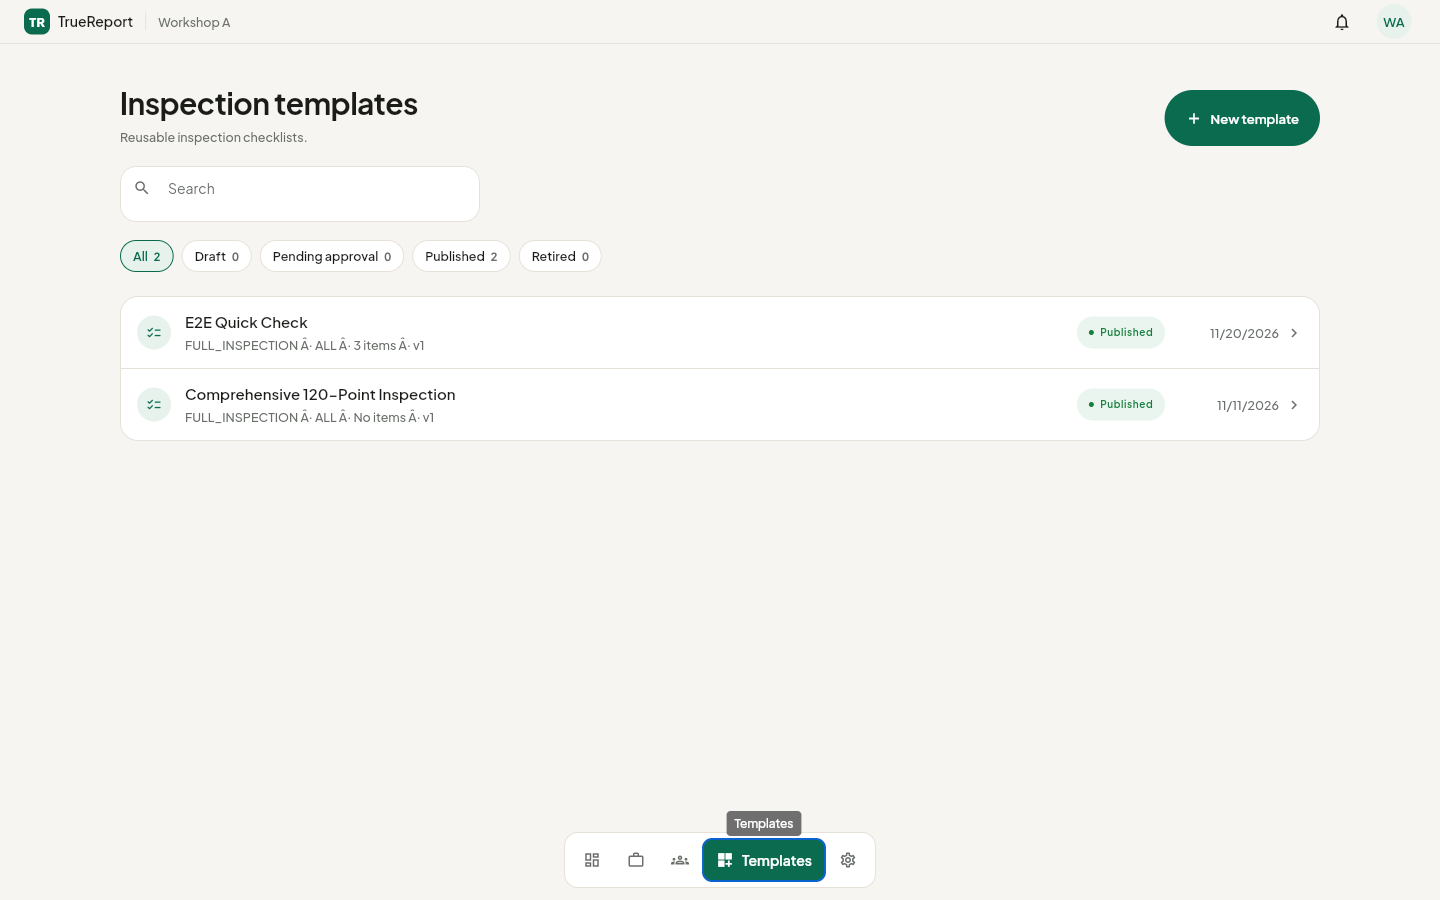 TR TrueReport Workshop A WA
Inspection templates
Reusable inspection checklists.
+ New template
Search
All 2 Draft 0 Pending approval 0 Published 2 Retired 0
E2E Quick Check
FULL_INSPECTION Â· ALL Â· 3 items Â· v1
Published 11/20/2026
Comprehensive 120-Point Inspection
FULL_INSPECTION Â· ALL Â· No items Â· v1
Published 11/11/2026
Templates
Templates